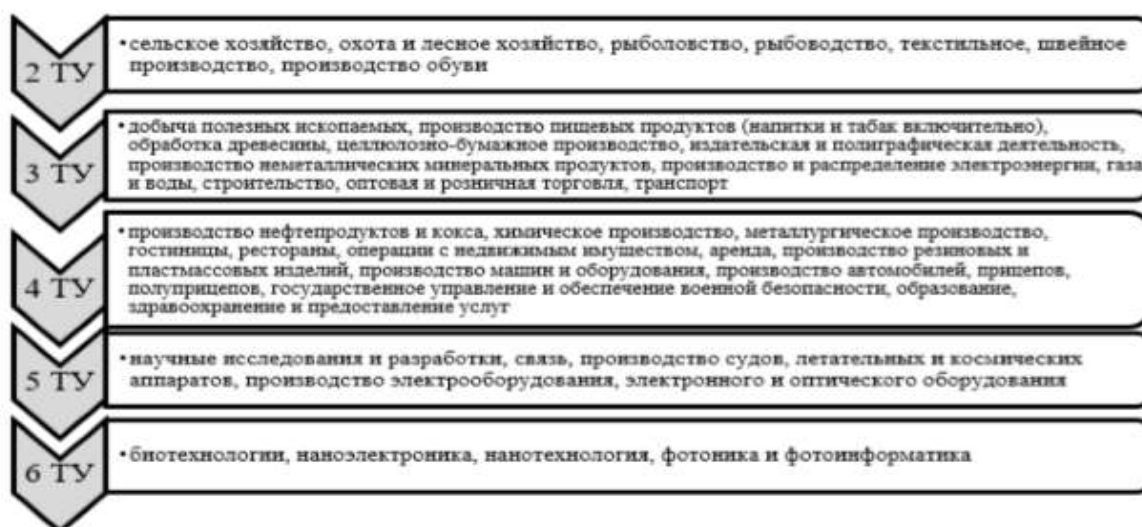 2 ТУ
•сельское хозяйство, охота и лесное хозяйство, рыболовство, рыбоводство, текстильное, швейное
производство, производство обуви
3 ТУ
•добыча полезных ископаемых, производство пищевых продуктов (напитки и табак включительно),
обработка древесины, целлюлозно-бумажное производство, издательская и полиграфическая деятельность,
производство неметаллических минеральных продуктов, производство и распределение электроэнергии, газа
и воды, строительство, оптовая и розничная торговля, транспорт
4 ТУ
•производство нефтепродуктов и кокса, химическое производство, металлургическое производство,
гостиницы, рестораны, операции с недвижимым имуществом, аренда, производство резиновых и
пластмассовых изделий, производство машин и оборудования, производство автомобилей, прицепов,
полуприцепов, государственное управление и обеспечение военной безопасности, образование,
здравоохранение и предоставление услуг
5 ТУ
•научные исследования и разработки, связь, производство судов, летательных и космических
аппаратов, производство электрооборудования, электронного и оптического оборудования
6 ТУ
•биотехнологии, наноэлектроника, нанотехнология, фотоника и фотоинформатика